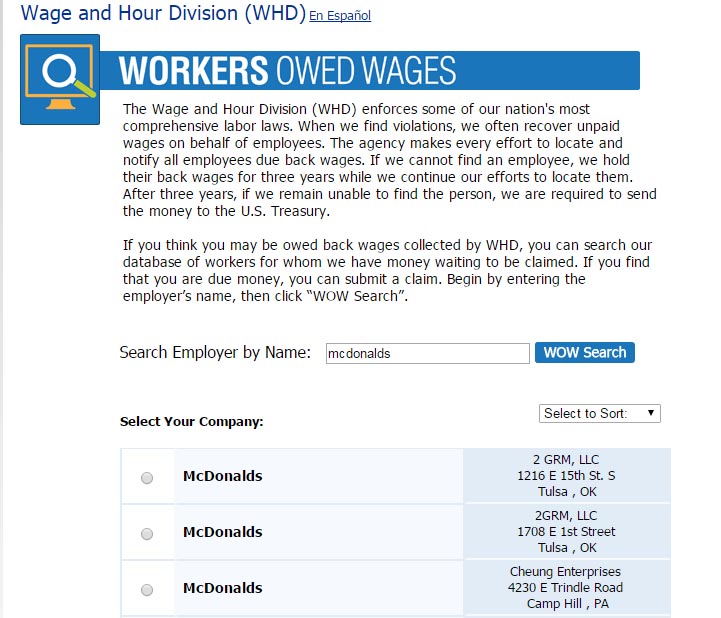 Wage and Hour Division (WHD) En Español
WORKERS OWED WAGES
The Wage and Hour Division (WHD) enforces some of our nation's most
comprehensive labor laws. When we find violations, we often recover unpaid
wages on behalf of employees. The agency makes every effort to locate and
notify all employees due back wages. If we cannot find an employee, we hold
their back wages for three years while we continue our efforts to locate them.
After three years, if we remain unable to find the person, we are required to send
the money to the U.S. Treasury.
If you think you may be owed back wages collected by WHD, you can search our
database of workers for whom we have money waiting to be claimed. If you find
that you are due money, you can submit a claim. Begin by entering the
employer’s name, then click “WOW Search”.
Search Employer by Name: mcdonalds WOW Search
Select to Sort:
Select Your Company:
2 GRM, LLC
McDonalds 1216 E 15th St. S
Tulsa , OK
2GRM, LLC
McDonalds 1708 E 1st Street
Tulsa , OK
Cheung Enterprises
McDonalds 4230 E Trindle Road
Camp Hill , PA